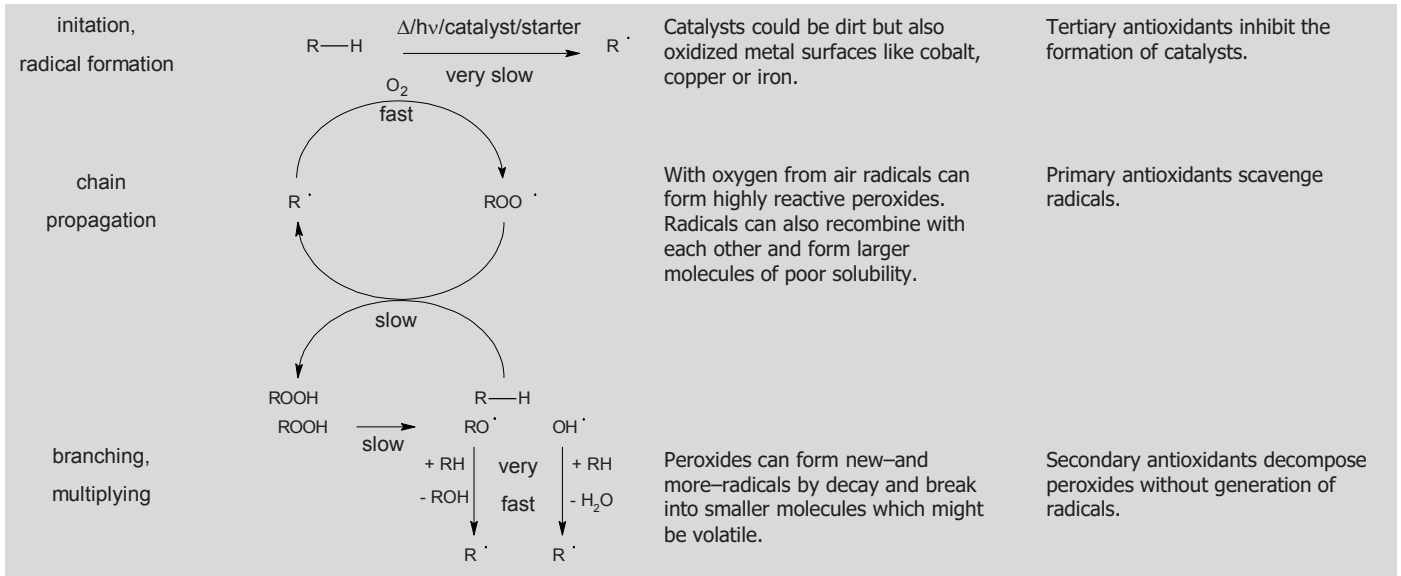 initation,
radical formation
R—H
Δ/hν/catalyst/starter
very slow
R·
Catalysts could be dirt but also
oxidized metal surfaces like cobalt,
copper or iron.
Tertiary antioxidants inhibit the
formation of catalysts.
O₂
fast
chain
propagation
R·
ROO·
With oxygen from air radicals can
form highly reactive peroxides.
Radicals can also recombine with
each other and form larger
molecules of poor solubility.
Primary antioxidants scavenge
radicals.
slow
ROOH
R—H
branching,
multiplying
ROOH
slow
RO·
OH·
+ RH
- ROH
very
fast
+ RH
- H₂O
R·
R·
Peroxides can form new–and
more–radicals by decay and break
into smaller molecules which might
be volatile.
Secondary antioxidants decompose
peroxides without generation of
radicals.